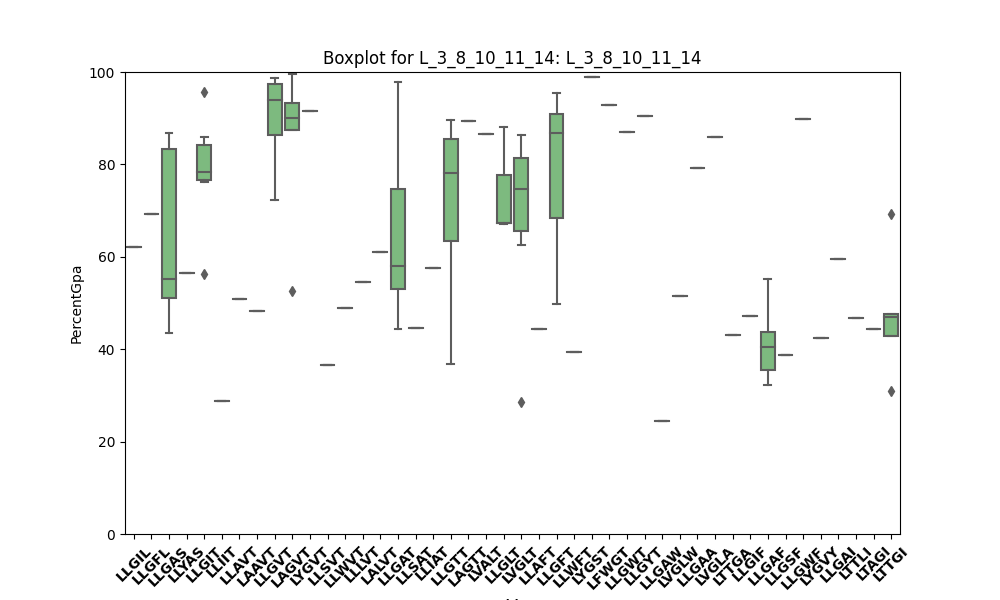 Boxplot for L_3_8_10_11_14: L_3_8_10_11_14
PercentGpa
100
80
60
40
20
0
LLGIL
LLGFL
LLGAS
LLYAS
LLGIT
LLIIT
LLAVT
LAAVT
LLGVT
LAGVT
LYGVT
LLSVT
LLWVT
LLLVT
LALVT
LLGAT
LLSAT
LLIAT
LLGTT
LAGTT
LVALT
LLGLT
LVGLT
LLAFT
LLGFT
LLWFT
LYGST
LFWGT
LLGWT
LLGYT
LLGAW
LVGLW
LLGAA
LVGLA
LTTGA
LLGIF
LLGAF
LLGSF
LLGWF
LYGVY
LLGAI
LTTLI
LTAGI
LTTGI